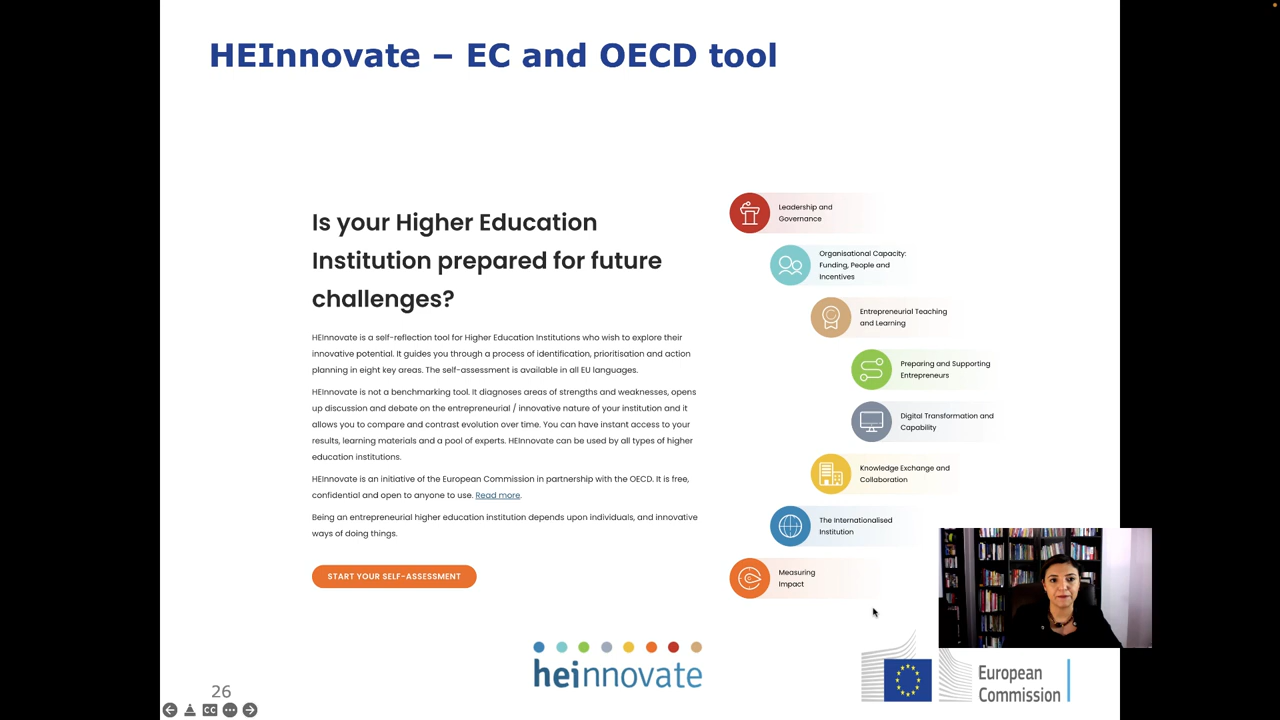 HEInnovate – EC and OECD tool
Is your Higher Education
Institution prepared for future
challenges?
HEInnovate is a self-reflection tool for Higher Education Institutions who wish to explore their
innovative potential. It guides you through a process of identification, prioritisation and action
planning in eight key areas. The self-assessment is available in all EU languages.
HEInnovate is not a benchmarking tool. It diagnoses areas of strengths and weaknesses, opens
up discussion and debate on the entrepreneurial / innovative nature of your institution and it
allows you to compare and contrast evolution over time. You can have instant access to your
results, learning materials and a pool of experts. HEInnovate can be used by all types of higher
education institutions.
HEInnovate is an initiative of the European Commission in partnership with the OECD. It is free,
confidential and open to anyone to use. Read more.
Being an entrepreneurial higher education institution depends upon individuals, and innovative
ways of doing things.
START YOUR SELF-ASSESSMENT
Leadership and
Governance
Organisational Capacity:
Funding, People and
Incentives
Entrepreneurial Teaching
and Learning
Preparing and Supporting
Entrepreneurs
Digital Transformation and
Capability
Knowledge Exchange and
Collaboration
The Internationalised
Institution
Measuring
Impact
heinnovate
European
Commission
26
CC